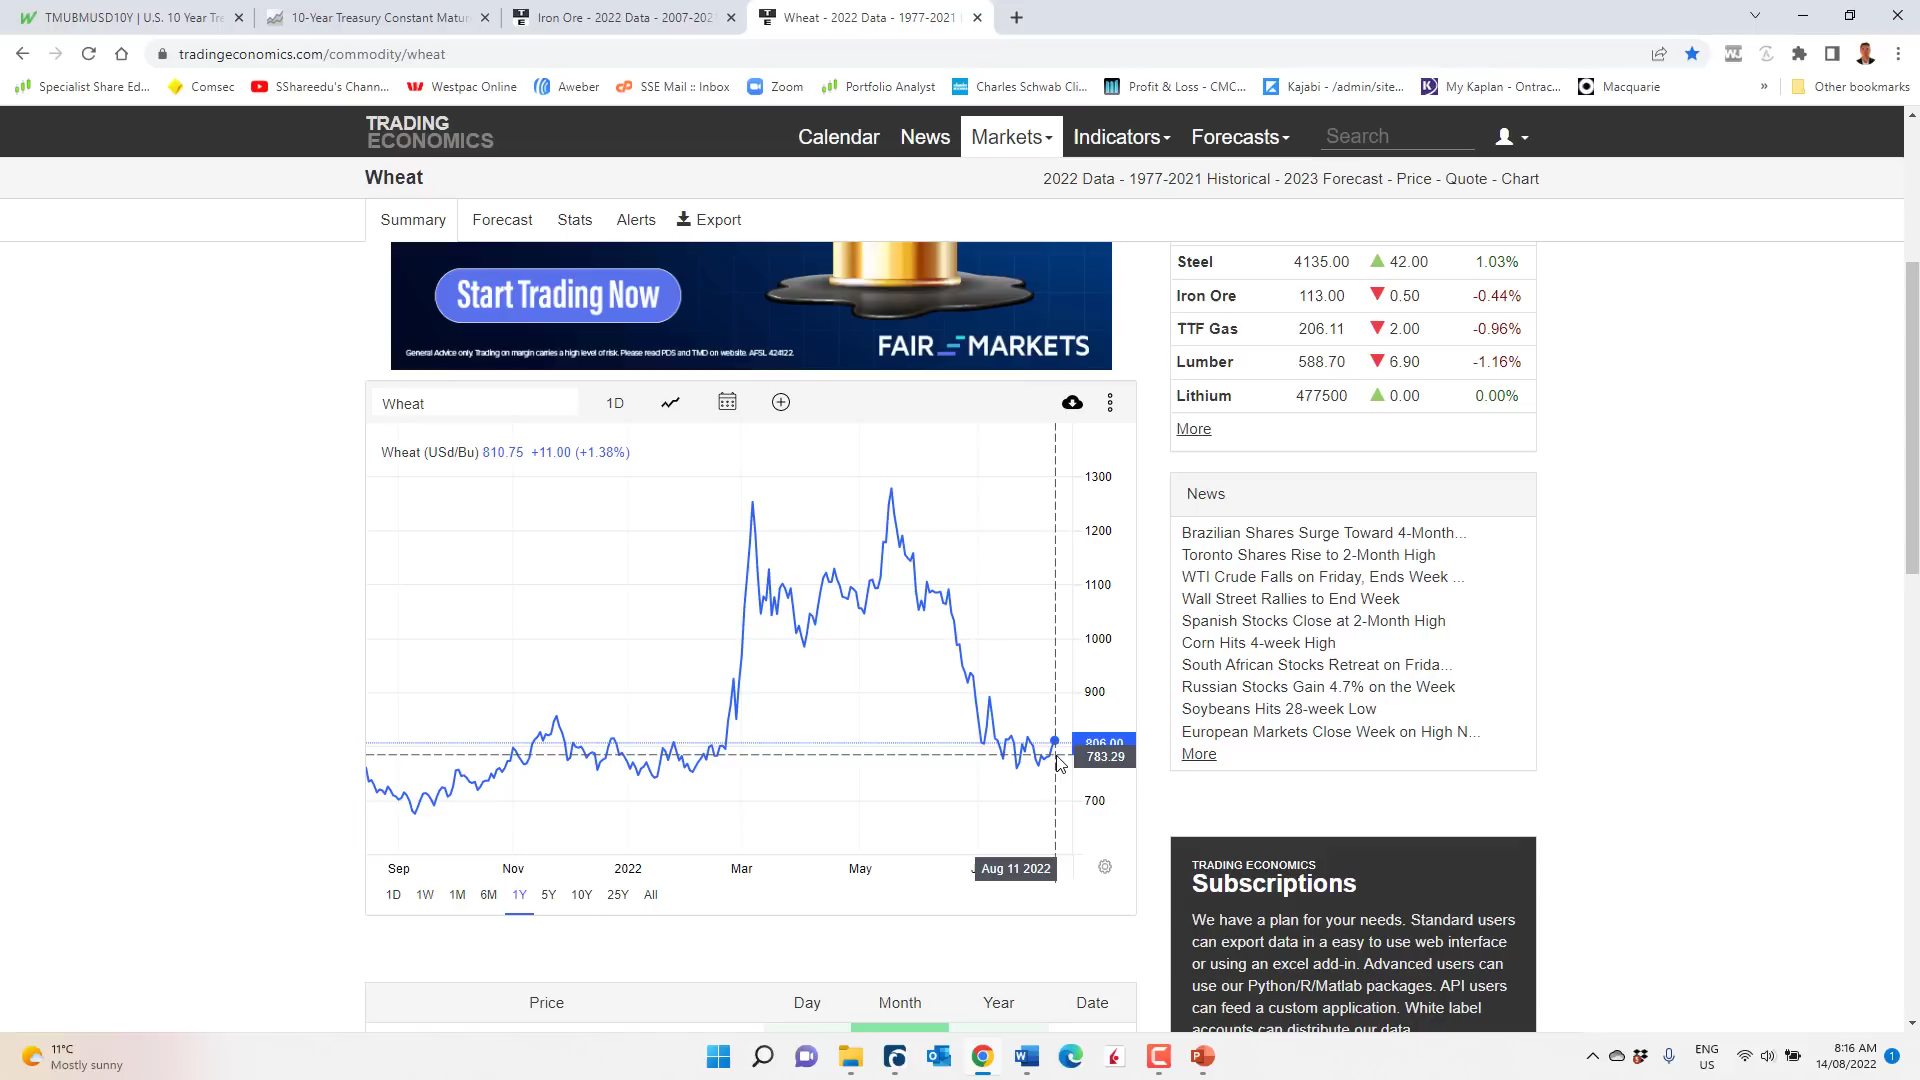 TMUBMUSD10Y | U.S. 10 Year Tre
10-Year Treasury Constant Matur
Iron Ore - 2022 Data - 2007-202
Wheat - 2022 Data - 1977-2021
tradingeconomics.com/commodity/wheat
Specialist Share Ed...
Comsec
SShareedu's Chann...
Westpac Online
Aweber
SSE Mail :: Inbox
Zoom
Portfolio Analyst
Charles Schwab Cli...
Profit & Loss - CMC...
Kajabi - /admin/site...
My Kaplan - Ontrac...
Macquarie
»
Other bookmarks
TRADING
ECONOMICS
Calendar
News
Markets
Indicators
Forecasts
Search
Wheat
2022 Data - 1977-2021 Historical - 2023 Forecast - Price - Quote - Chart
Summary
Forecast
Stats
Alerts
Export
Start Trading Now
General Advice only. Trading on margin carries a high level of risk. Please read PDS and TMD on website. AFSL 424122.
FAIR MARKETS
Steel 4135.00 42.00 1.03%
Iron Ore 113.00 0.50 -0.44%
TTF Gas 206.11 2.00 -0.96%
Lumber 588.70 6.90 -1.16%
Lithium 477500 0.00 0.00%
More
Wheat
1D
Wheat (USd/Bu) 810.75 +11.00 (+1.38%)
1300
1200
1100
1000
900
806.00
783.29
700
Sep
Nov
2022
Mar
May
Aug 11 2022
1D 1W 1M 6M 1Y 5Y 10Y 25Y All
News
Brazilian Shares Surge Toward 4-Month...
Toronto Shares Rise to 2-Month High
WTI Crude Falls on Friday, Ends Week ...
Wall Street Rallies to End Week
Spanish Stocks Close at 2-Month High
Corn Hits 4-week High
South African Stocks Retreat on Frida...
Russian Stocks Gain 4.7% on the Week
Soybeans Hits 28-week Low
European Markets Close Week on High N...
More
TRADING ECONOMICS
Subscriptions
We have a plan for your needs. Standard users
can export data in a easy to use web interface
or using an excel add-in. Advanced users can
use our Python/R/Matlab packages. API users
can feed a custom application. White label
accounts can distribute our data.
Price Day Month Year Date
11°C
Mostly sunny
ENG
US
8:16 AM
14/08/2022
1